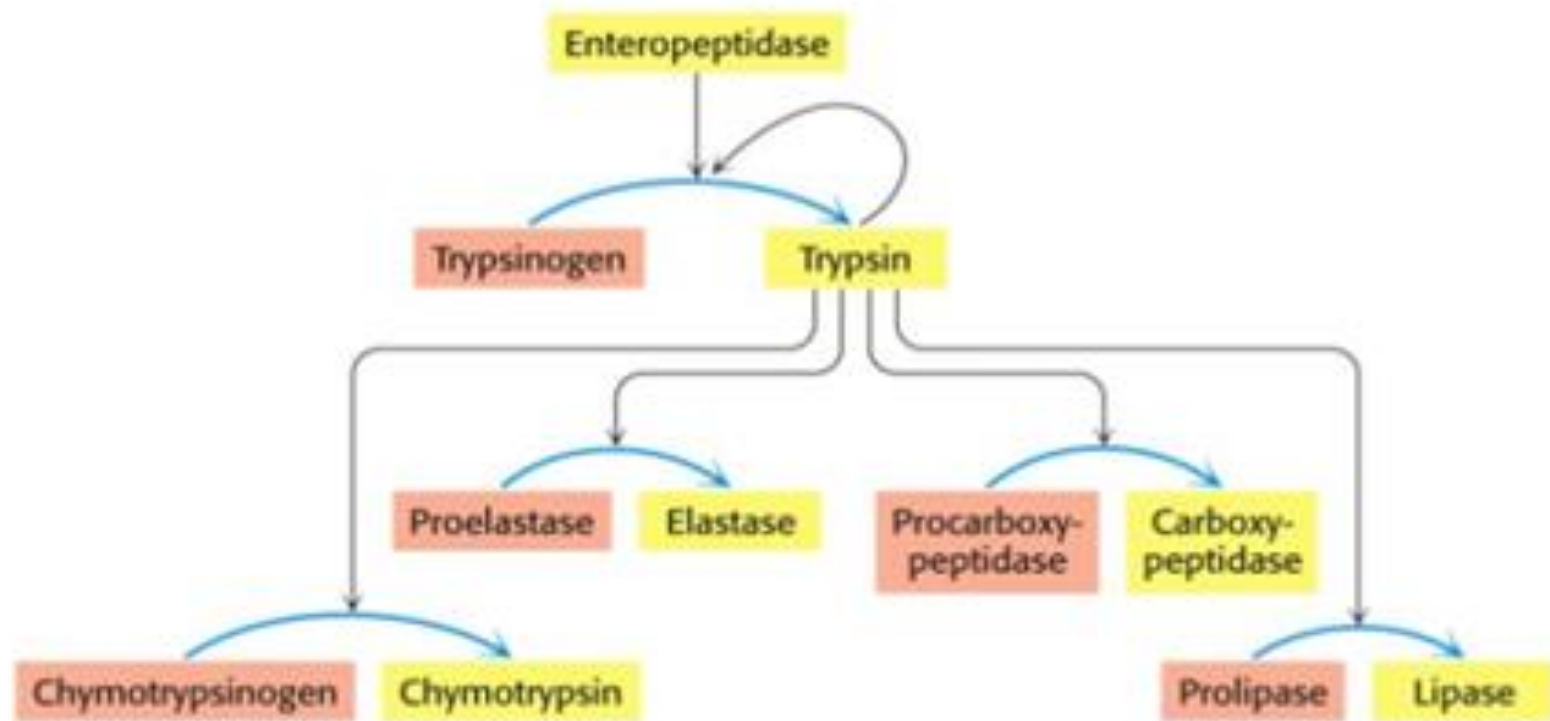 Enteropeptidase
Trypsinogen
Trypsin
Proelastase
Elastase
Procarboxy-
peptidase
Carboxy-
peptidase
Chymotrypsinogen
Chymotrypsin
Prolipase
Lipase